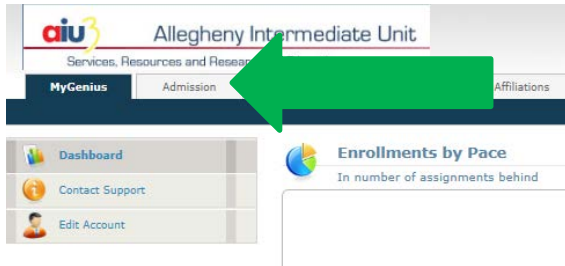 aiu3 Allegheny Intermediate Unit
Services, Resources and Resear
MyGenius Admission Affiliations
Dashboard
Contact Support
Edit Account
Enrollments by Pace
In number of assignments behind